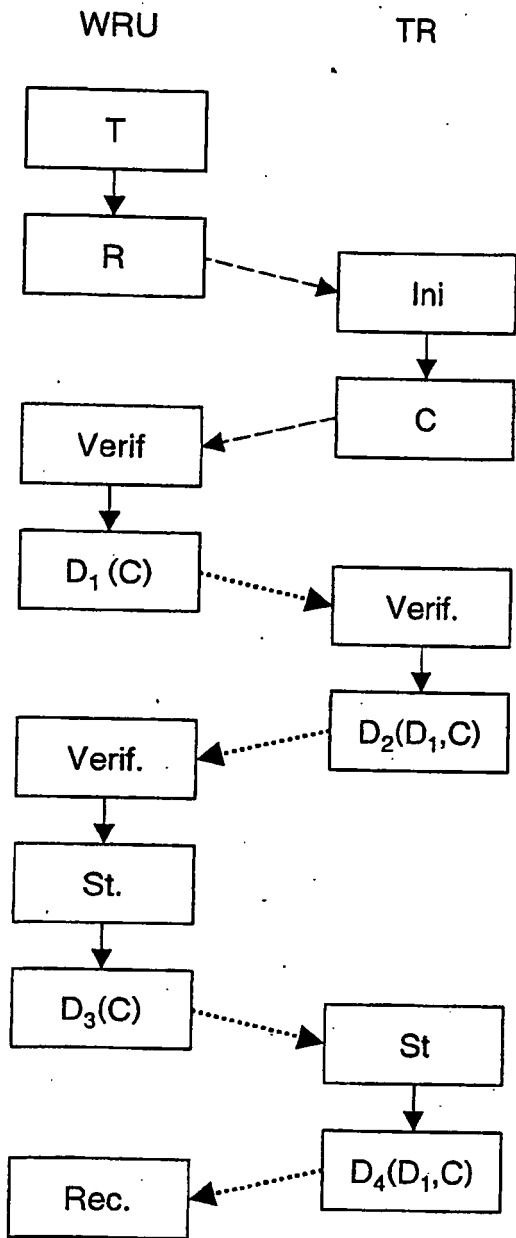 WRU TR
T
R
Ini
C
Verif
D₁ (C)
Verif.
D₂(D₁,C)
Verif.
St.
D₃(C)
St
D₄(D₁,C)
Rec.